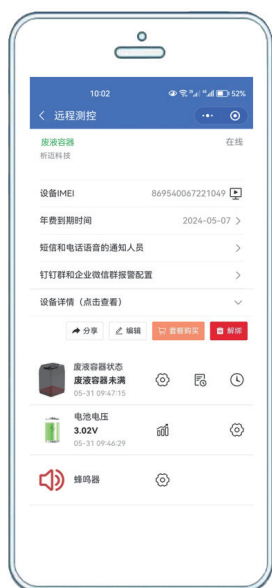 10:02
52%
远程测控
废液容器
在线
析迈科技
设备IMEI 869540067221049
年费到期时间 2024-05-07
短信和电话语音的通知人员
钉钉群和企业微信群报警配置
设备详情（点击查看）
分享 编辑 套餐购买 解绑
废液容器状态
废液容器未满
05-31 09:47:15
电池电压
3.02V
05-31 09:46:29
蜂鸣器